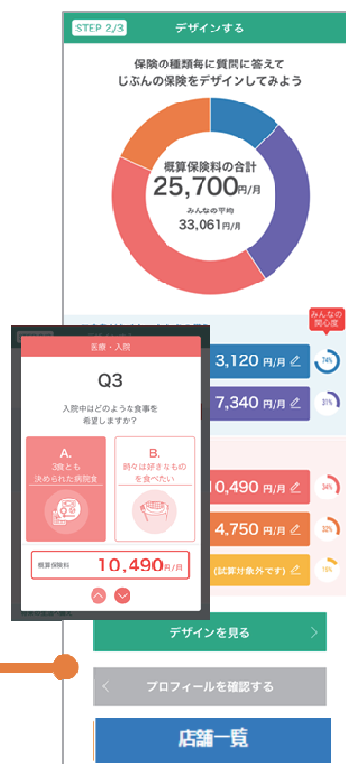 STEP 2/3
デザインする
保険の種類毎に質問に答えて
じぶんの保険をデザインしてみよう
概算保険料の合計
25,700円/月
みんなの平均
33,061円/月
みんなの
関心度
3,120 円/月
74%
7,340 円/月
31%
10,490 円/月
34%
4,750 円/月
32%
(試算対象外です)
16%
医療・入院
Q3
入院中はどのような食事を
希望しますか?
A.
3食とも
決められた病院食
B.
時々は好きなもの
を食べたい
概算保険料
10,490円/月
デザインを見る
プロフィールを確認する
店舗一覧